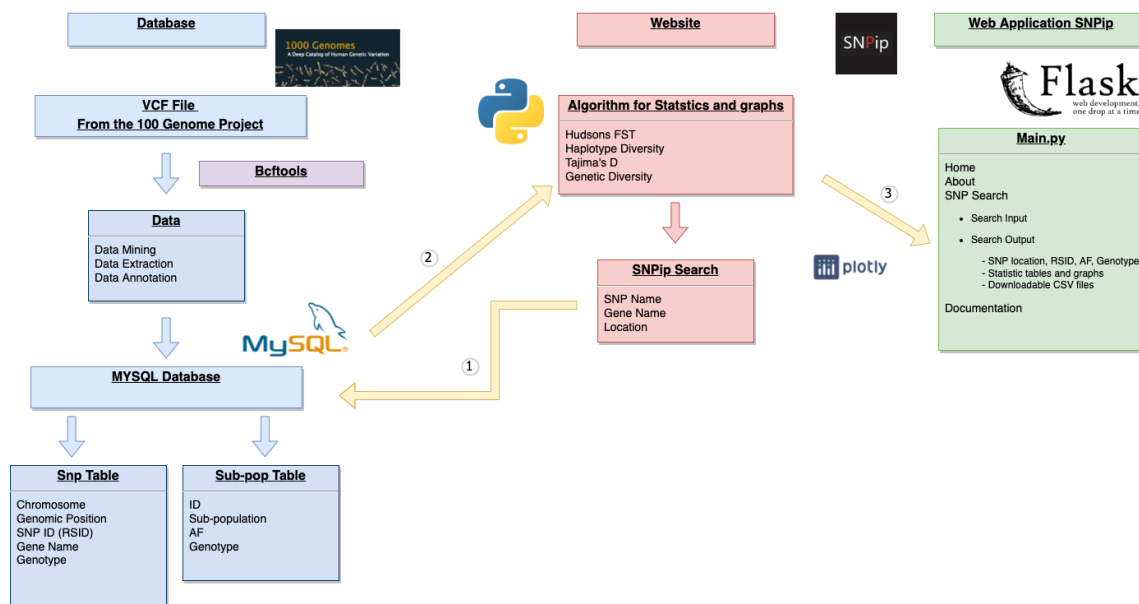 Database
1000 Genomes
A Deep Catalog of Human Genetic Variation
VCF File
From the 100 Genome Project
Bcftools
Data
Data Mining
Data Extraction
Data Annotation
MySQL
MYSQL Database
Snp Table
Chromosome
Genomic Position
SNP ID (RSID)
Gene Name
Genotype
Sub-pop Table
ID
Sub-population
AF
Genotype
Website
Algorithm for Statstics and graphs
Hudsons FST
Haplotype Diversity
Tajima's D
Genetic Diversity
SNPip Search
SNP Name
Gene Name
Location
1
2
3
SNPip
plotly
Web Application SNPip
Flask
web development,
one drop at a time
Main.py
Home
About
SNP Search
• Search Input
• Search Output
- SNP location, RSID, AF, Genotype
- Statistic tables and graphs
- Downloadable CSV files
Documentation